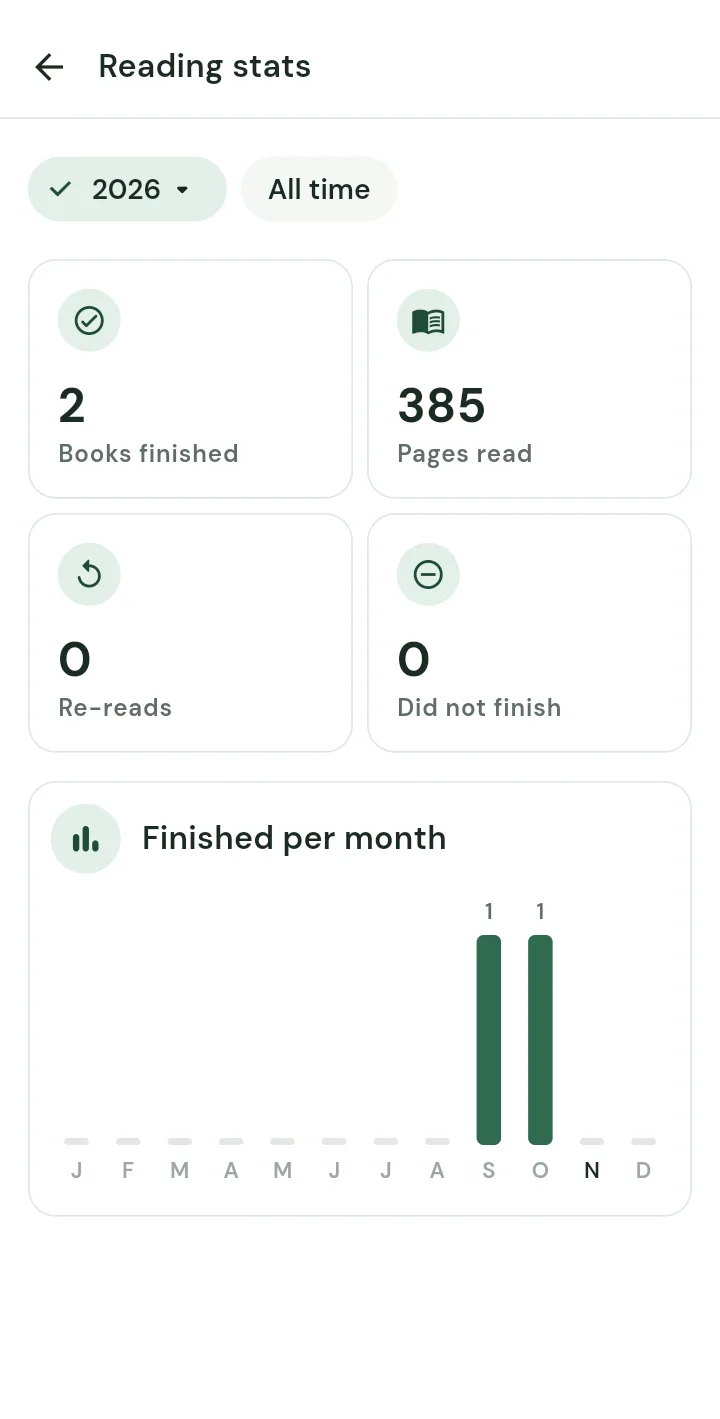 Reading stats
2026
All time
2
Books finished
385
Pages read
0
Re-reads
0
Did not finish
Finished per month
1 1
J F M A M J J A S O N D